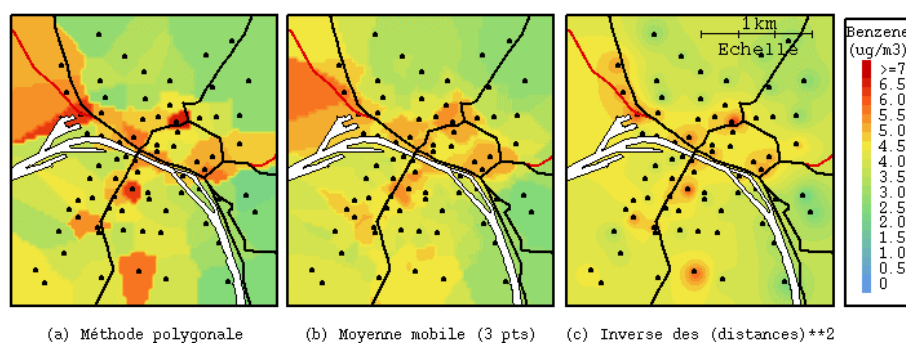 1km
Echelle
Benzene
(ug/m3)
>=7
6.5
6.0
5.5
5.0
4.5
4.0
3.5
3.0
2.5
2.0
1.5
1.0
0.5
0
(a) Méthode polygonale
(b) Moyenne mobile (3 pts)
(c) Inverse des (distances)**2